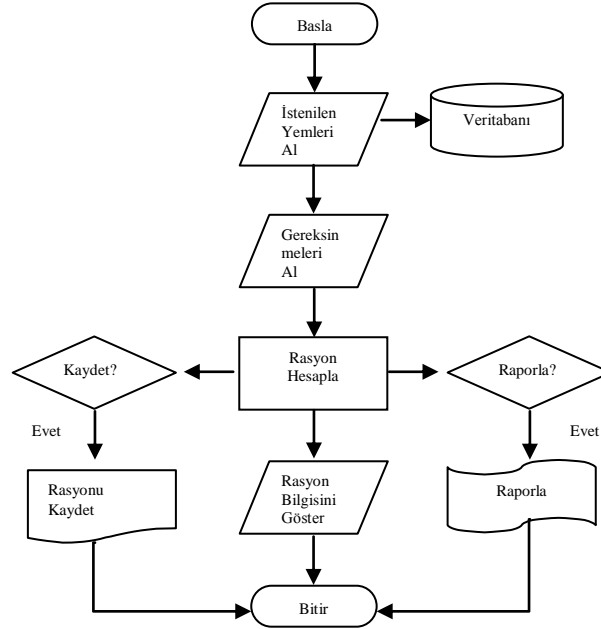 Basla
İstenilen
Yemleri
Al
Veritabanı
Gereksin
meleri
Al
Kaydet?
Rasyon
Hesapla
Raporla?
Evet
Evet
Rasyonu
Kaydet
Rasyon
Bilgisini
Göster
Raporla
Bitir